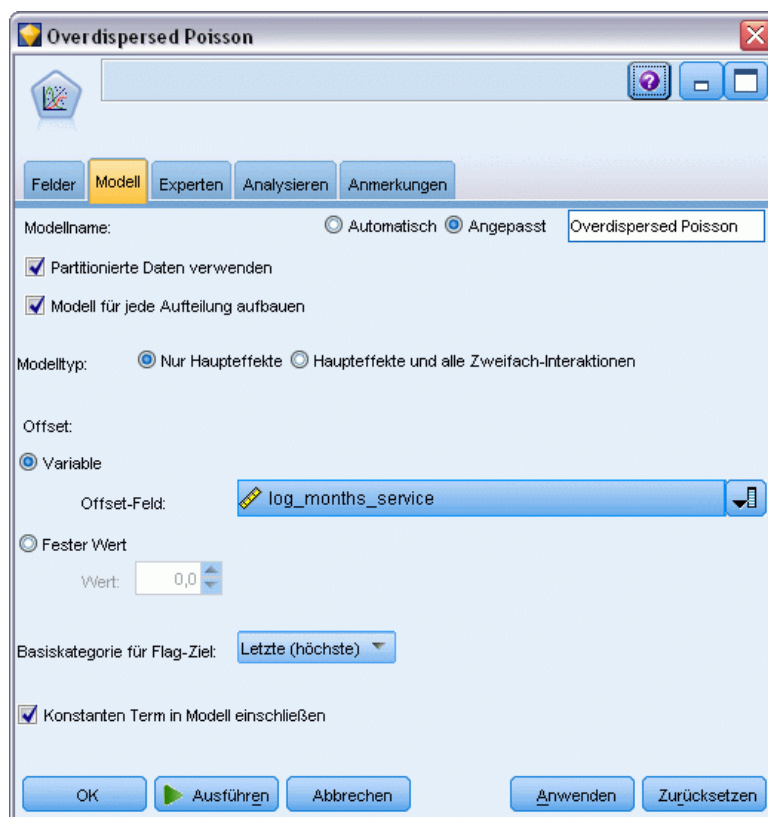 Overdispersed Poisson
Felder Modell Experten Analysieren Anmerkungen
Modellname: Automatisch Angepasst Overdispersed Poisson
Partitionierte Daten verwenden
Modell für jede Aufteilung aufbauen
Modelltyp: Nur Haupteffekte Haupteffekte und alle Zweifach-Interaktionen
Offset:
Variable
Offset-Feld: log_months_service
Fester Wert
Wert: 0,0
Basiskategorie für Flag-Ziel: Letzte (höchste)
Konstanten Term in Modell einschließen
OK Ausführen Abbrechen Anwenden Zurücksetzen